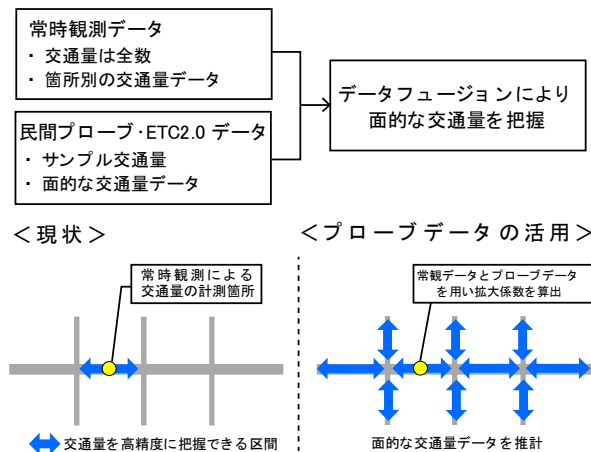 常時観測データ
・ 交通量は全数
・ 箇所別の交通量データ
民間プローブ・ETC2.0 データ
・ サンプル交通量
・ 面的な交通量データ
データフュージョンにより
面的な交通量を把握
＜現状＞
常時観測による
交通量の計測箇所
交通量を高精度に把握できる区間
＜プローブデータの活用＞
常観データとプローブデータ
を用い拡大係数を算出
面的な交通量データを推計